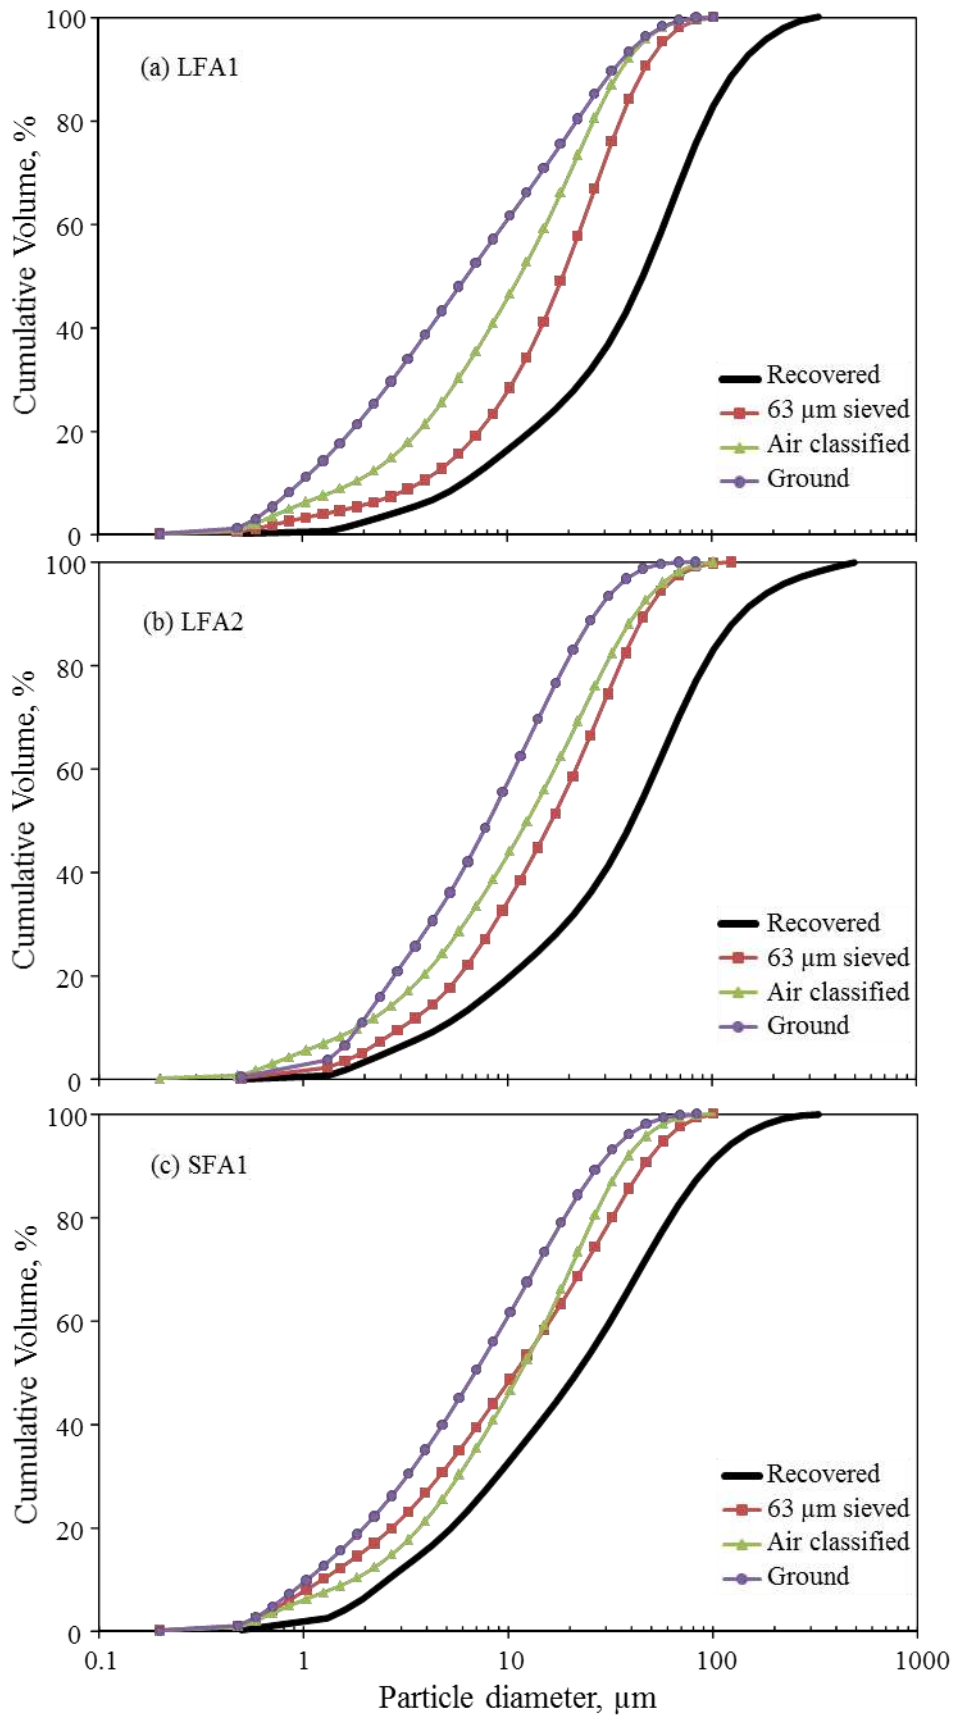 100
80
60
40
20
0
Cumulative Volume, %
(a) LFA1
Recovered
63 µm sieved
Air classified
Ground
100
80
60
40
20
0
Cumulative Volume, %
(b) LFA2
Recovered
63 µm sieved
Air classified
Ground
100
80
60
40
20
0
Cumulative Volume, %
(c) SFA1
Recovered
63 µm sieved
Air classified
Ground
0.1 1 10 100 1000
Particle diameter, µm